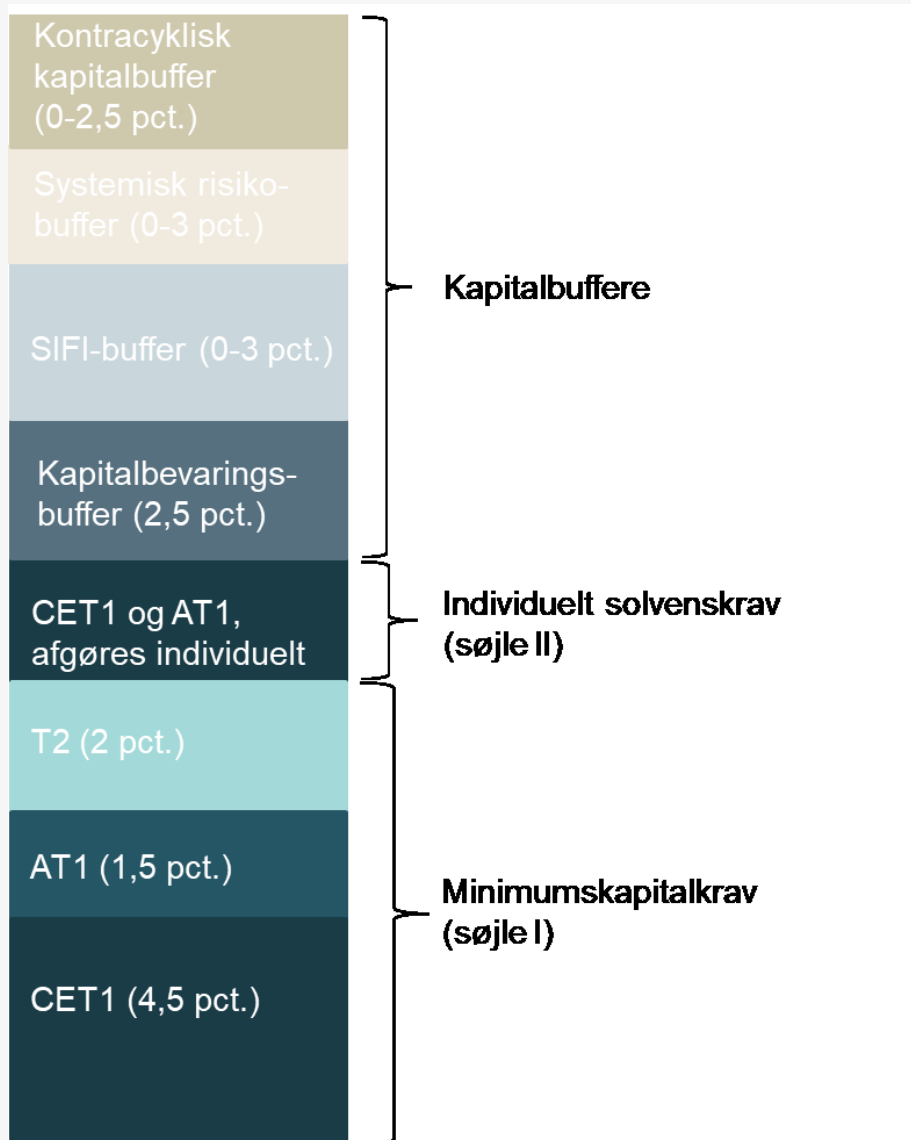 Kontracyklisk
kapitalbuffer
(0-2,5 pct.)
Systemisk risiko-
buffer (0-3 pct.)
SIFI-buffer (0-3 pct.)
Kapitalbevarings-
buffer (2,5 pct.)
Kapitalbuffere
CET1 og AT1,
afgøres individuelt
Individuelt solvenskrav
(søjle II)
T2 (2 pct.)
AT1 (1,5 pct.)
CET1 (4,5 pct.)
Minimumskapitalkrav
(søjle I)